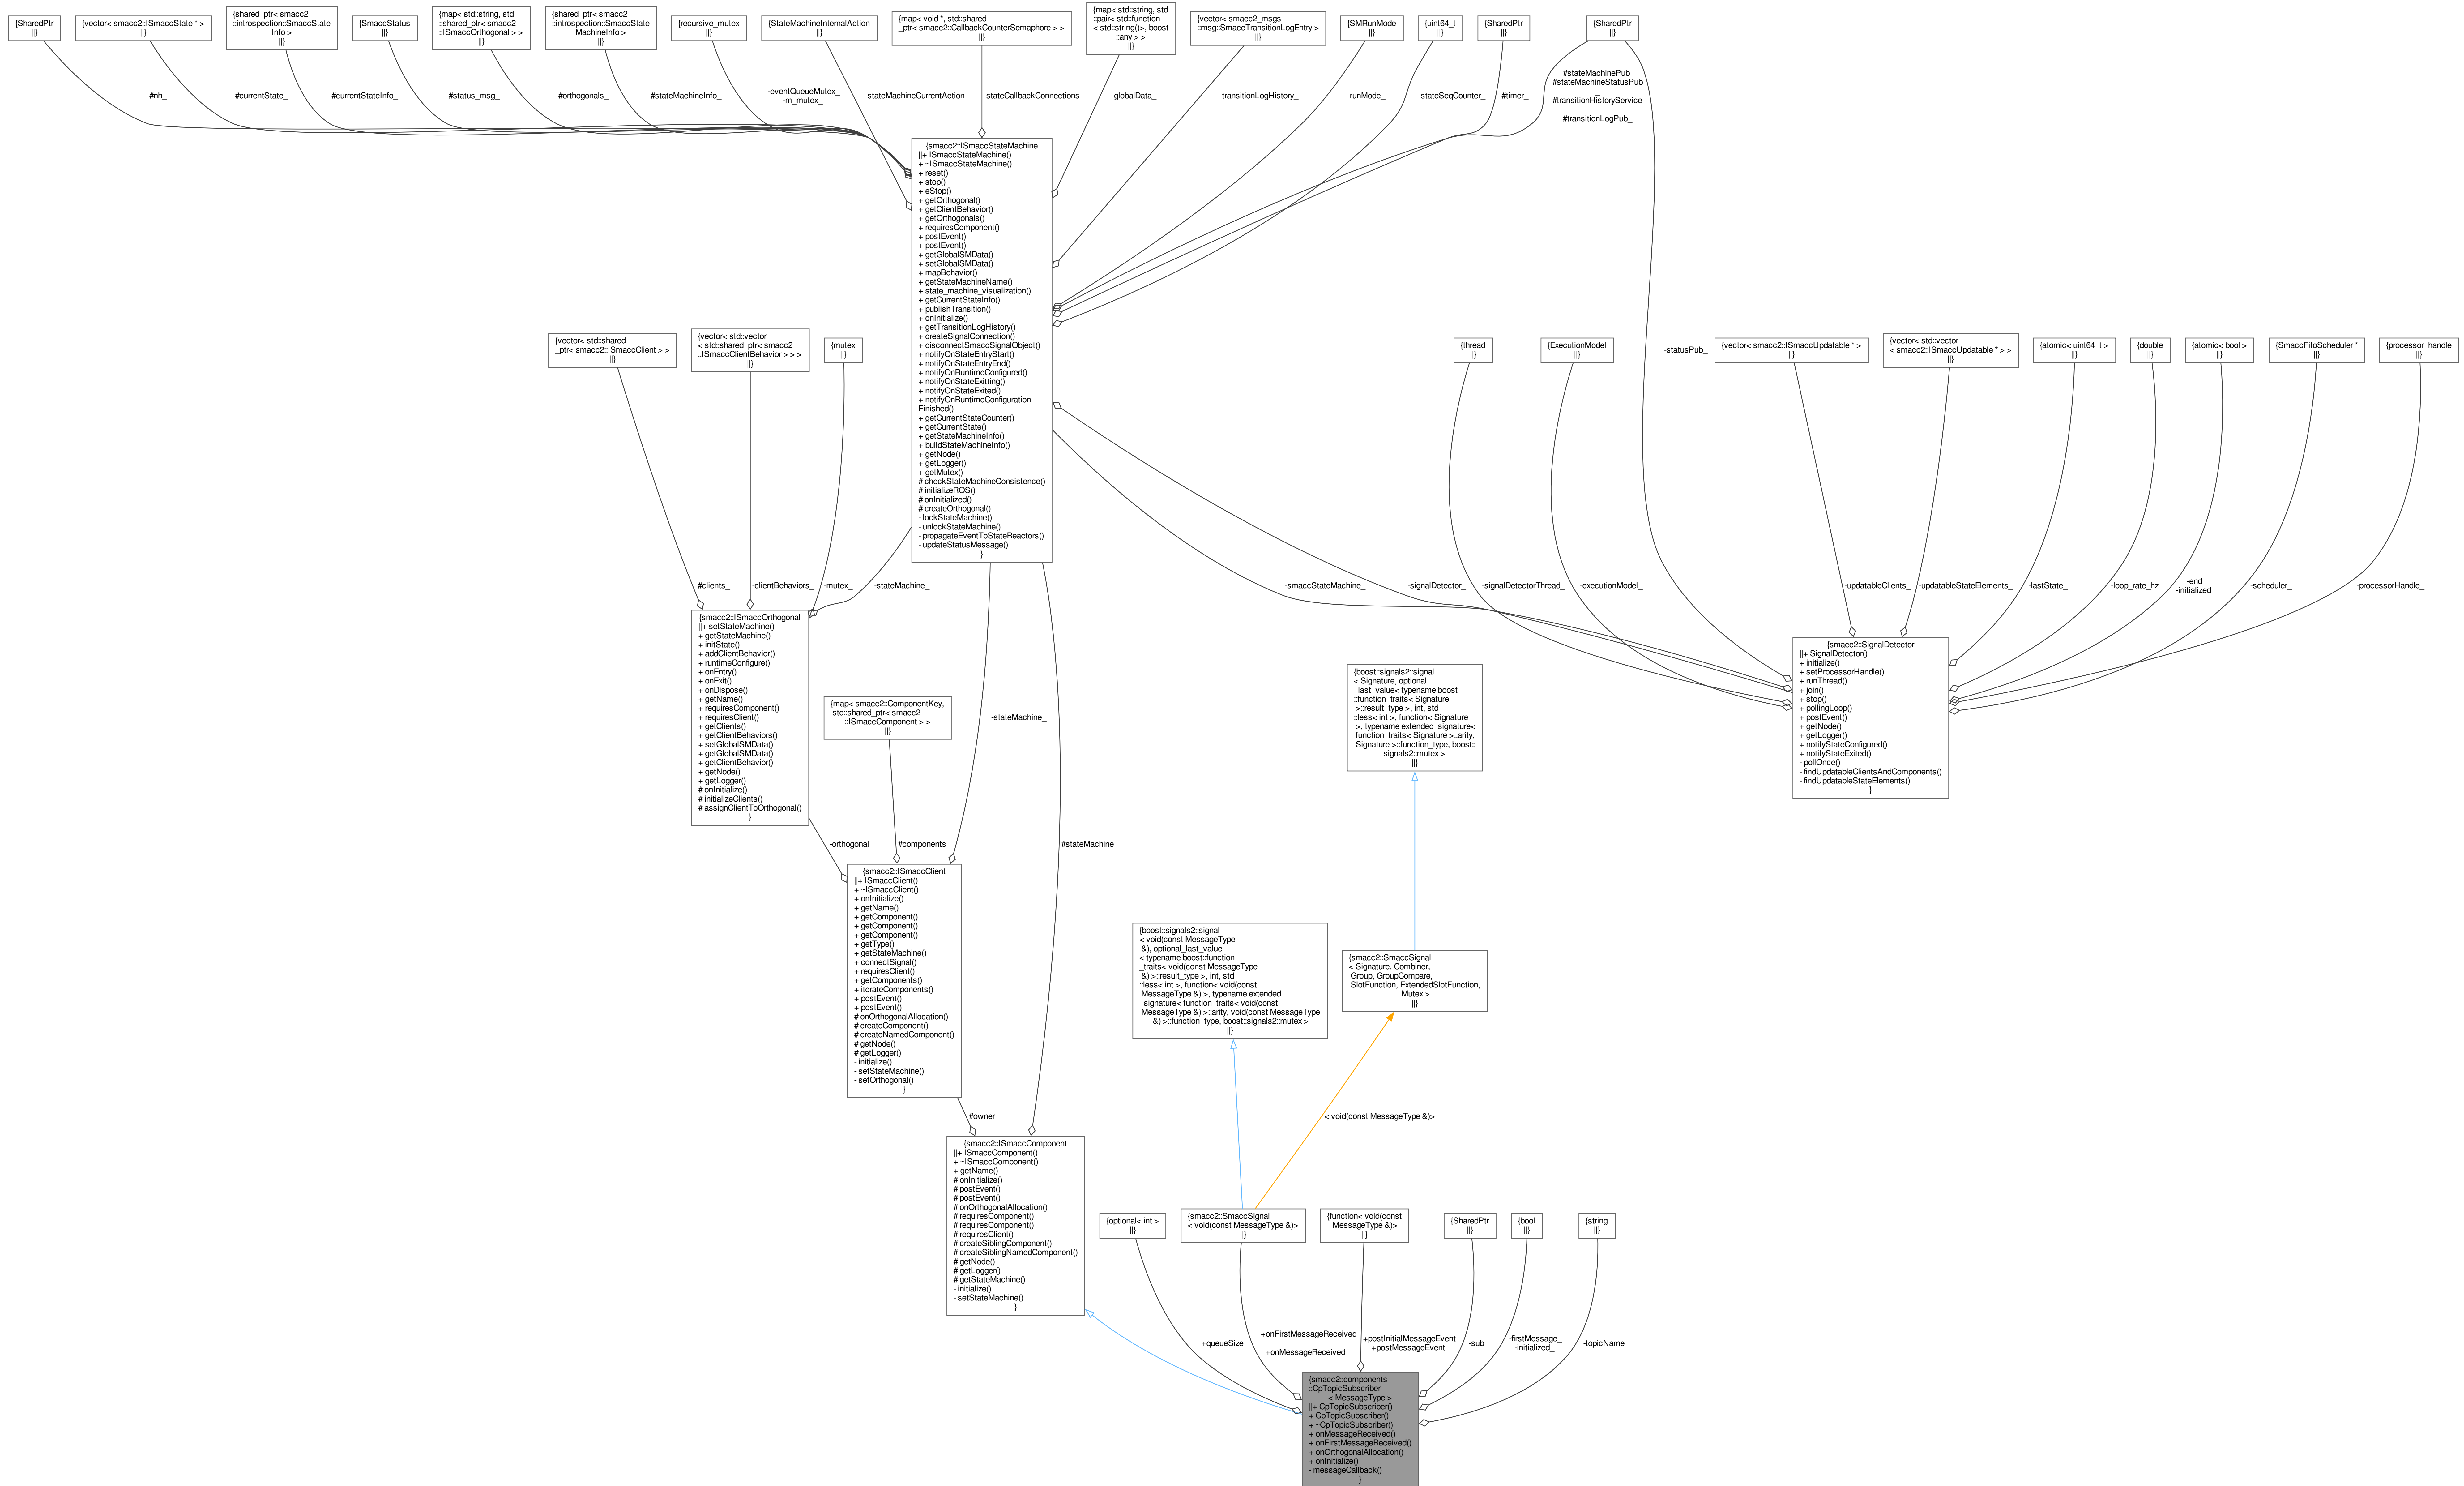 {SharedPtr
||}
{vector< smacc2::ISmaccState * >
||}
{shared_ptr< smacc2
::introspection::SmaccState
Info >
||}
{SmaccStatus
||}
{map< std::string, std
::shared_ptr< smacc2
::ISmaccOrthogonal > >
||}
{shared_ptr< smacc2
::introspection::SmaccState
MachineInfo >
||}
{recursive_mutex
||}
{StateMachineInternalAction
||}
{map< void *, std::shared
_ptr< smacc2::CallbackCounterSemaphore > >
||}
{map< std::string, std
::pair< std::function
< std::string()>, boost
::any > >
||}
{vector< smacc2_msgs
::msg::SmaccTransitionLogEntry >
||}
{SMRunMode
||}
{uint64_t
||}
{SharedPtr
||}
{SharedPtr
||}
#nh_
#currentState_
#currentStateInfo_
#status_msg_
#orthogonals_
#stateMachineInfo_
-eventQueueMutex_
-m_mutex_
-stateMachineCurrentAction
-stateCallbackConnections
-globalData_
-transitionLogHistory_
-runMode_
-stateSeqCounter_
#timer_
#stateMachinePub_
#stateMachineStatusPub
_
#transitionHistoryService
_
#transitionLogPub_
{smacc2::ISmaccStateMachine
||+ ISmaccStateMachine()
+ ~ISmaccStateMachine()
+ reset()
+ stop()
+ eStop()
+ getOrthogonal()
+ getClientBehavior()
+ getOrthogonals()
+ requiresComponent()
+ postEvent()
+ postEvent()
+ getGlobalSMData()
+ setGlobalSMData()
+ mapBehavior()
+ getStateMachineName()
+ state_machine_visualization()
+ getCurrentStateInfo()
+ publishTransition()
+ onInitialize()
+ getTransitionLogHistory()
+ createSignalConnection()
+ disconnectSmaccSignalObject()
+ notifyOnStateEntryStart()
+ notifyOnStateEntryEnd()
+ notifyOnRuntimeConfigured()
+ notifyOnStateExitting()
+ notifyOnStateExited()
+ notifyOnRuntimeConfiguration
Finished()
+ getCurrentStateCounter()
+ getCurrentState()
+ getStateMachineInfo()
+ buildStateMachineInfo()
+ getNode()
+ getLogger()
+ getMutex()
# checkStateMachineConsistence()
# initializeROS()
# onInitialized()
# createOrthogonal()
- lockStateMachine()
- unlockStateMachine()
- propagateEventToStateReactors()
- updateStatusMessage()
}
{vector< std::shared
_ptr< smacc2::ISmaccClient > >
||}
{vector< std::vector
< std::shared_ptr< smacc2
::ISmaccClientBehavior > > >
||}
{mutex
||}
{thread
||}
{ExecutionModel
||}
-statusPub_
{vector< smacc2::ISmaccUpdatable * >
||}
{vector< std::vector
< smacc2::ISmaccUpdatable * > >
||}
{atomic< uint64_t >
||}
{double
||}
{atomic< bool >
||}
{SmaccFifoScheduler *
||}
{processor_handle
||}
#clients_
-clientBehaviors_
-mutex_
-stateMachine_
-smaccStateMachine_
-signalDetector_
-signalDetectorThread_
-executionModel_
-updatableClients_
-updatableStateElements_
-lastState_
-loop_rate_hz
-end_
-initialized_
-scheduler_
-processorHandle_
{smacc2::ISmaccOrthogonal
||+ setStateMachine()
+ getStateMachine()
+ initState()
+ addClientBehavior()
+ runtimeConfigure()
+ onEntry()
+ onExit()
+ onDispose()
+ getName()
+ requiresComponent()
+ requiresClient()
+ getClients()
+ getClientBehaviors()
+ setGlobalSMData()
+ getGlobalSMData()
+ getClientBehavior()
+ getNode()
+ getLogger()
# onInitialize()
# initializeClients()
# assignClientToOrthogonal()
}
{smacc2::SignalDetector
||+ SignalDetector()
+ initialize()
+ setProcessorHandle()
+ runThread()
+ join()
+ stop()
+ pollingLoop()
+ postEvent()
+ getNode()
+ getLogger()
+ notifyStateConfigured()
+ notifyStateExited()
- pollOnce()
- findUpdatableClientsAndComponents()
- findUpdatableStateElements()
}
{map< smacc2::ComponentKey,
std::shared_ptr< smacc2
::ISmaccComponent > >
||}
-stateMachine_
{boost::signals2::signal
< Signature, optional
_last_value< typename boost
::function_traits< Signature
>::result_type >, int, std
::less< int >, function< Signature
>, typename extended_signature<
function_traits< Signature >::arity,
Signature >::function_type, boost::
signals2::mutex >
||}
-orthogonal_
#components_
#stateMachine_
{smacc2::ISmaccClient
||+ ISmaccClient()
+ ~ISmaccClient()
+ onInitialize()
+ getName()
+ getComponent()
+ getComponent()
+ getComponent()
+ getType()
+ getStateMachine()
+ connectSignal()
+ requiresClient()
+ getComponents()
+ iterateComponents()
+ postEvent()
+ postEvent()
# onOrthogonalAllocation()
# createComponent()
# createNamedComponent()
# getNode()
# getLogger()
- initialize()
- setStateMachine()
- setOrthogonal()
}
{boost::signals2::signal
< void(const MessageType
&), optional_last_value
< typename boost::function
_traits< void(const MessageType
&) >::result_type >, int, std
::less< int >, function< void(const
MessageType &) >, typename extended
_signature< function_traits< void(const
MessageType &) >::arity, void(const MessageType
&) >::function_type, boost::signals2::mutex >
||}
{smacc2::SmaccSignal
< Signature, Combiner,
Group, GroupCompare,
SlotFunction, ExtendedSlotFunction,
Mutex >
||}
#owner_
< void(const MessageType &)>
{smacc2::ISmaccComponent
||+ ISmaccComponent()
+ ~ISmaccComponent()
+ getName()
# onInitialize()
# postEvent()
# postEvent()
# onOrthogonalAllocation()
# requiresComponent()
# requiresComponent()
# requiresClient()
# createSiblingComponent()
# createSiblingNamedComponent()
# getNode()
# getLogger()
# getStateMachine()
- initialize()
- setStateMachine()
}
{optional< int >
||}
{smacc2::SmaccSignal
< void(const MessageType &)>
||}
{function< void(const
MessageType &)>
||}
{SharedPtr
||}
{bool
||}
{string
||}
+queueSize
+onFirstMessageReceived
_
+onMessageReceived_
+postInitialMessageEvent
+postMessageEvent
-sub_
-firstMessage_
-initialized_
-topicName_
{smacc2::components
::CpTopicSubscriber
< MessageType >
||+ CpTopicSubscriber()
+ CpTopicSubscriber()
+ ~CpTopicSubscriber()
+ onMessageReceived()
+ onFirstMessageReceived()
+ onOrthogonalAllocation()
+ onInitialize()
- messageCallback()
}